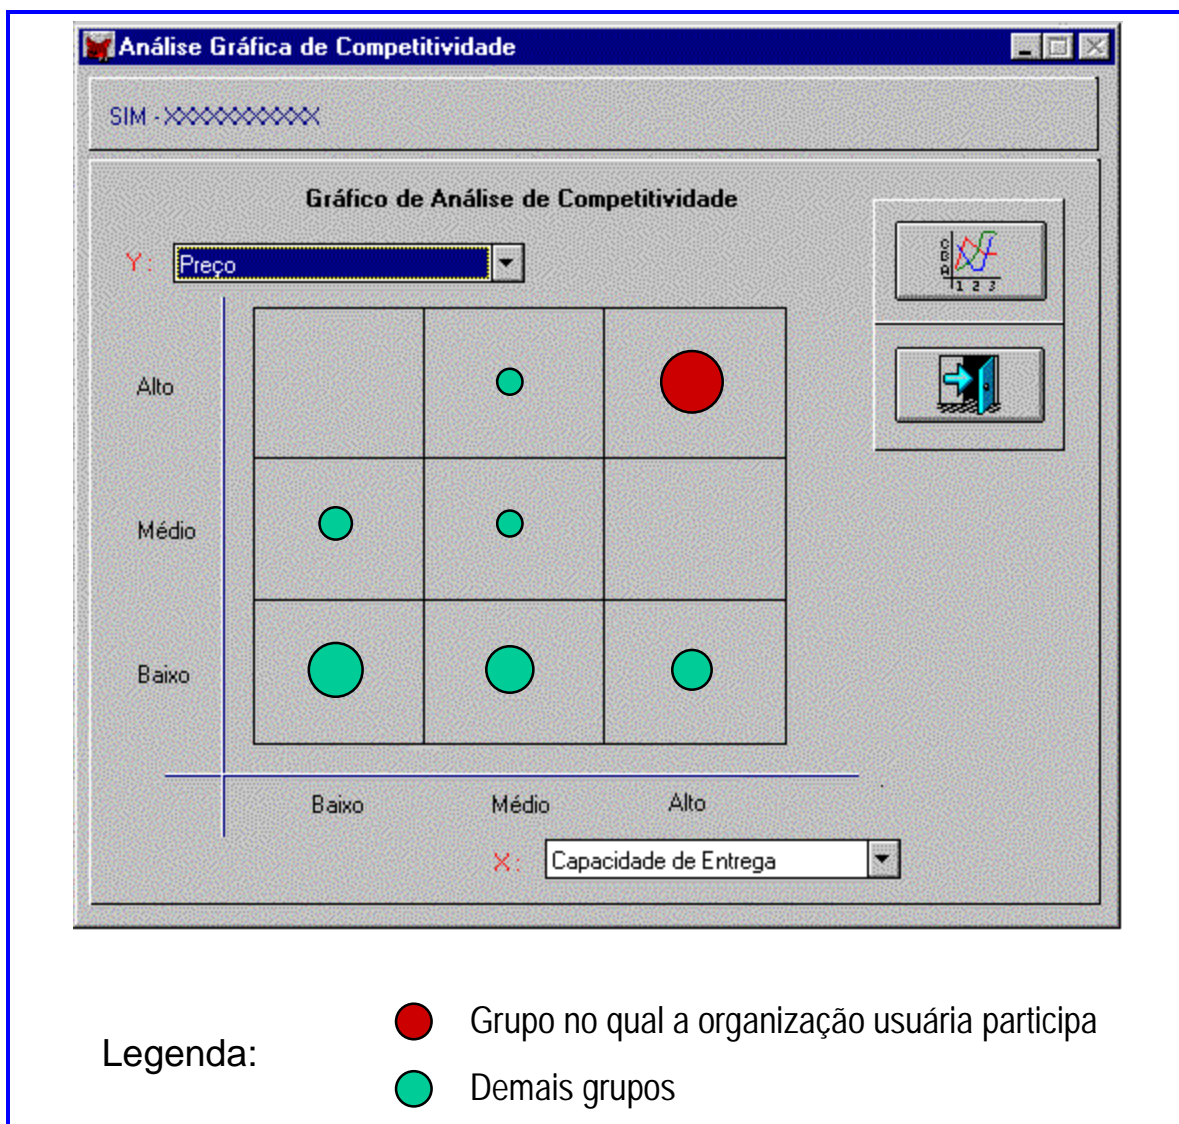 Análise Gráfica de Competitividade
SIM - XXXXXXXXXXX
Gráfico de Análise de Competitividade
Y: Preço
C
B
A
1 2 3
Alto
Médio
Baixo
Baixo Médio Alto
X: Capacidade de Entrega
Legenda:
Grupo no qual a organização usuária participa
Demais grupos